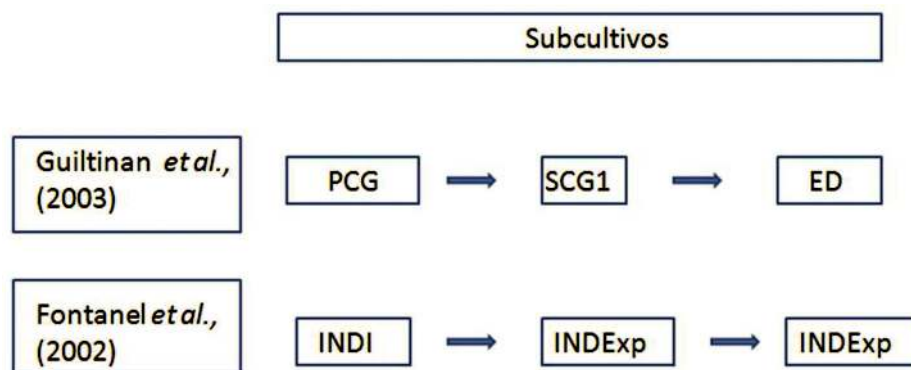 Subcultivos
Guiltinan et al.,
(2003)
PCG
SCG1
ED
Fontanel et al.,
(2002)
INDI
INDExp
INDExp